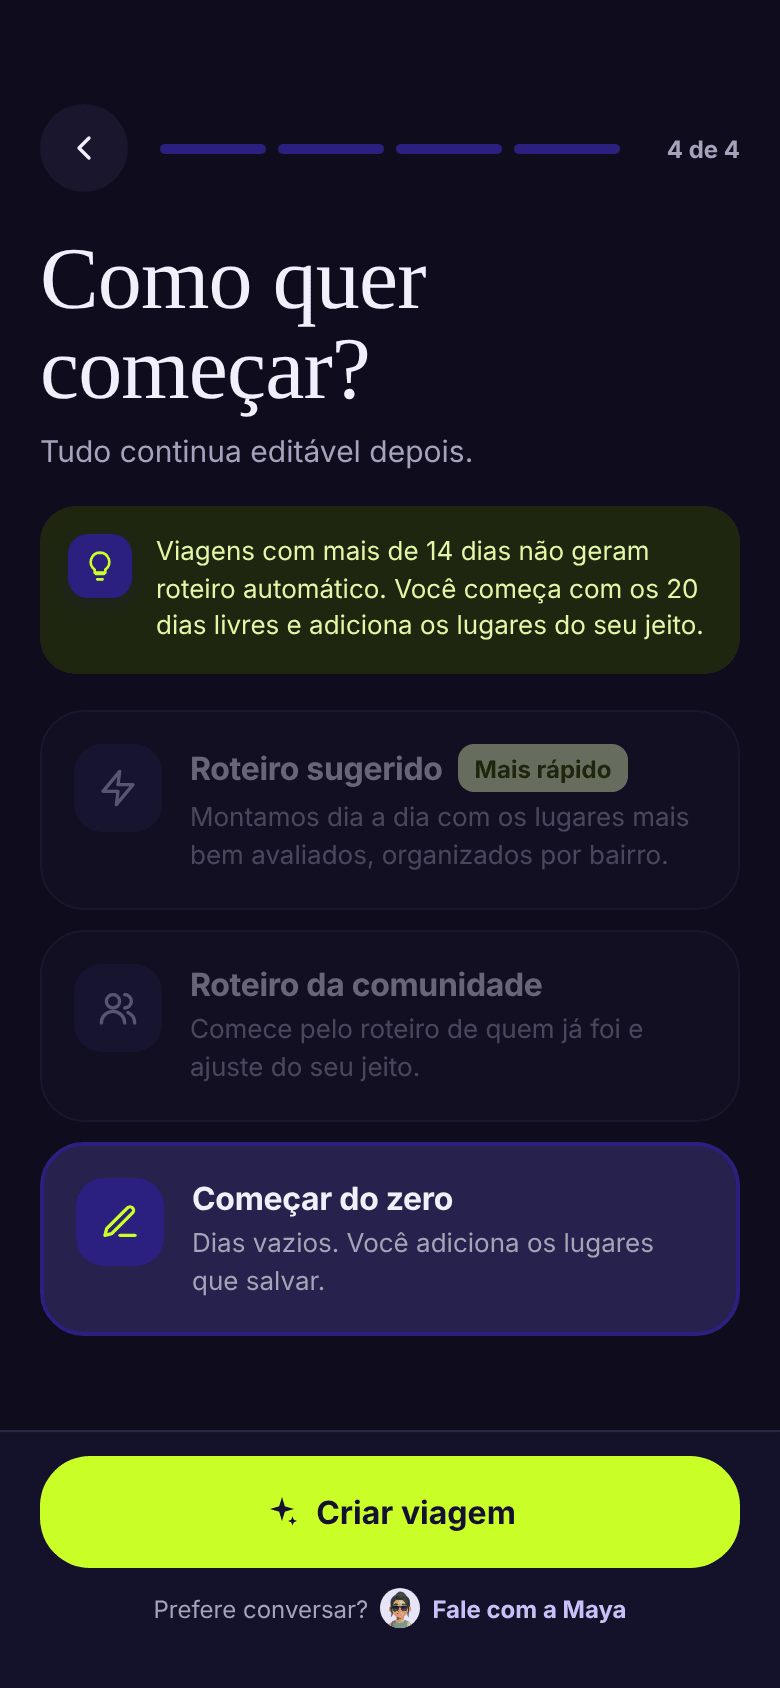 4 de 4
Como quer
começar?
Tudo continua editável depois.
Viagens com mais de 14 dias não geram
roteiro automático. Você começa com os 20
dias livres e adiciona os lugares do seu jeito.
Roteiro sugerido Mais rápido
Montamos dia a dia com os lugares mais
bem avaliados, organizados por bairro.
Roteiro da comunidade
Comece pelo roteiro de quem já foi e
ajuste do seu jeito.
Começar do zero
Dias vazios. Você adiciona os lugares
que salvar.
Criar viagem
Prefere conversar? Fale com a Maya